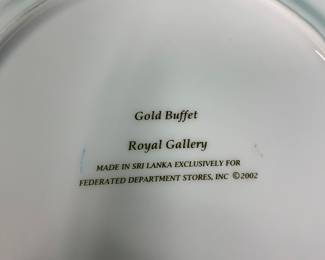 Gold Buffet
Royal Gallery
MADE IN SRI LANKA EXCLUSIVELY FOR
FEDERATED DEPARTMENT STORES, INC ©2002